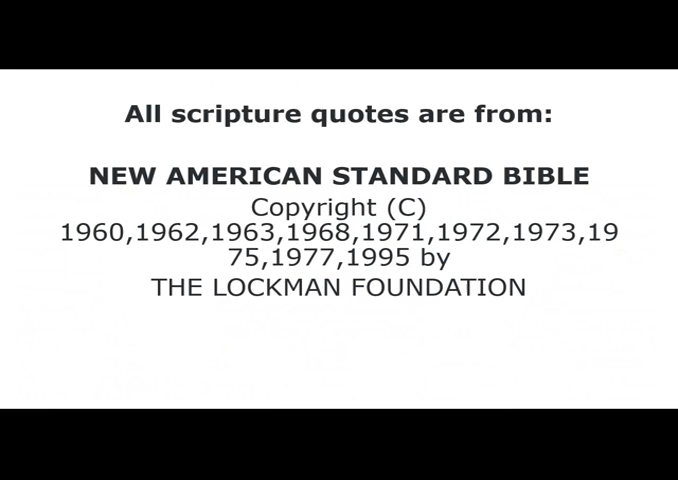 All scripture quotes are from:
NEW AMERICAN STANDARD BIBLE
Copyright (C)
1960,1962,1963,1968,1971,1972,1973,19
75,1977,1995 by
THE LOCKMAN FOUNDATION